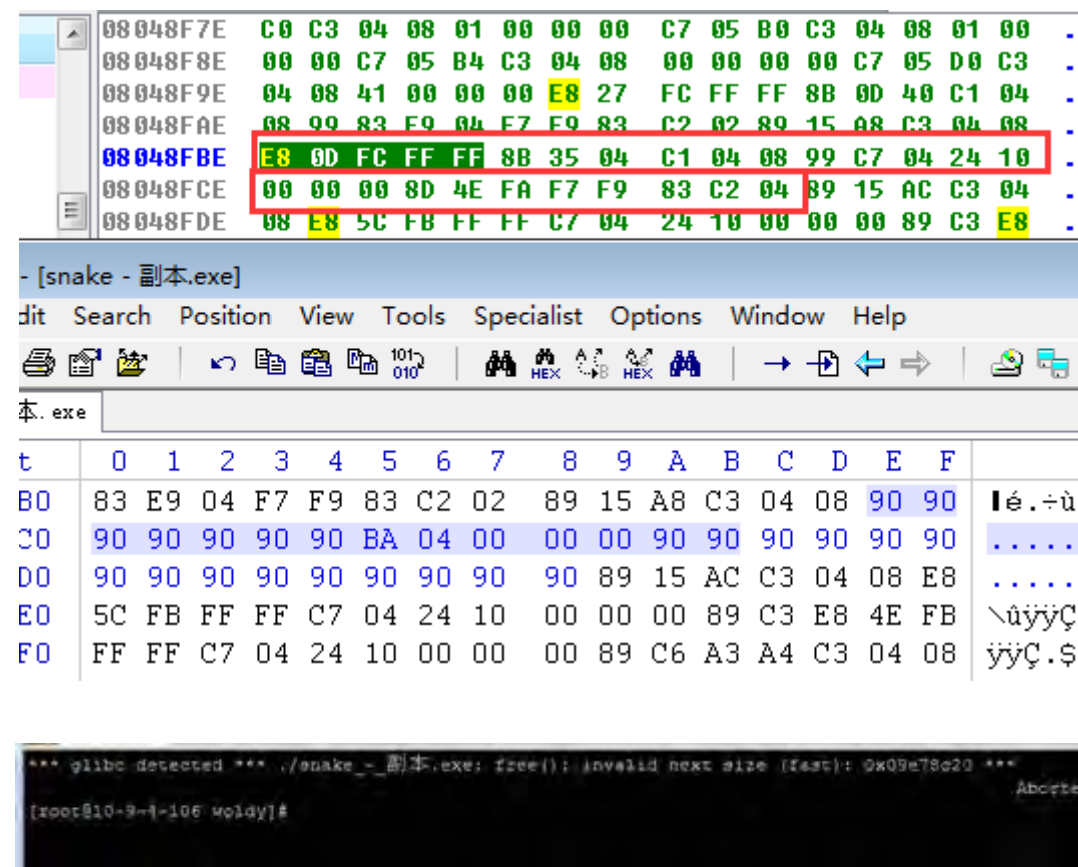 08048F7E C0 C3 04 08 01 00 00 00 C7 05 B0 C3 04 08 01 00 .
08048F8E 00 00 C7 05 B4 C3 04 08 00 00 00 00 C7 05 D0 C3 .
08048F9E 04 08 41 00 00 00 E8 27 FC FF FF 8B 0D 40 C1 04 .
08048FAE 08 99 83 E9 04 F7 F9 83 C2 02 89 15 A8 C3 04 08 .
08048FBE E8 0D FC FF FF 8B 35 04 C1 04 08 99 C7 04 24 10 .
08048FCE 00 00 00 8D 4E FA F7 F9 83 C2 04 89 15 AC C3 04 .
08048FDE 08 E8 5C FB FF FF C7 04 24 10 00 00 00 89 C3 E8 .
- [snake - 副本.exe]
dit Search Position View Tools Specialist Options Window Help
本. exe
t 0 1 2 3 4 5 6 7 8 9 A B C D E F
B0 83 E9 04 F7 F9 83 C2 02 89 15 A8 C3 04 08 90 90 ▮é.÷ù
C0 90 90 90 90 90 BA 04 00 00 00 90 90 90 90 90 90 .....
D0 90 90 90 90 90 90 90 90 90 89 15 AC C3 04 08 E8 .....
E0 5C FB FF FF C7 04 24 10 00 00 00 89 C3 E8 4E FB \ûÿÿÇ
F0 FF FF C7 04 24 10 00 00 00 89 C6 A3 A4 C3 04 08 ÿÿÇ.$
*** glibc detected *** ./snake_-_副本.exe: free(): invalid next size (fast): 0x09e78c20 ***
Aborte
[root@10-9-4-106 woldy]#